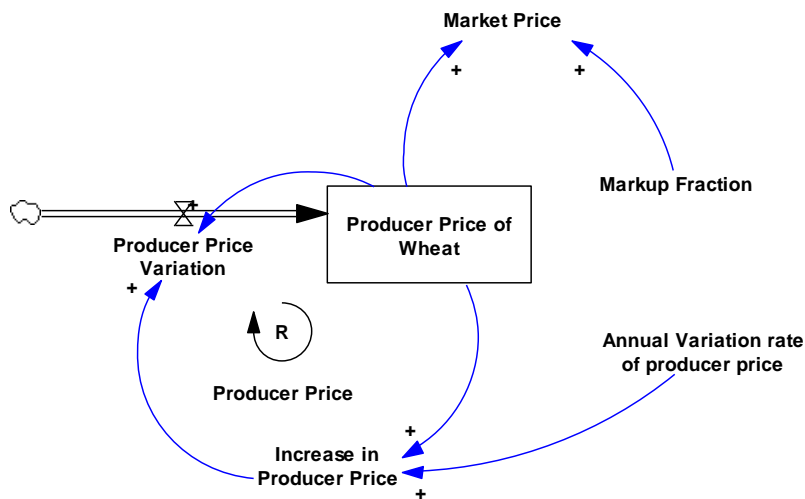 Market Price
+
+
Markup Fraction
+
Producer Price of
Wheat
Producer Price
Variation
+
R
Annual Variation rate
of producer price
Producer Price
+
Increase in
Producer Price
+